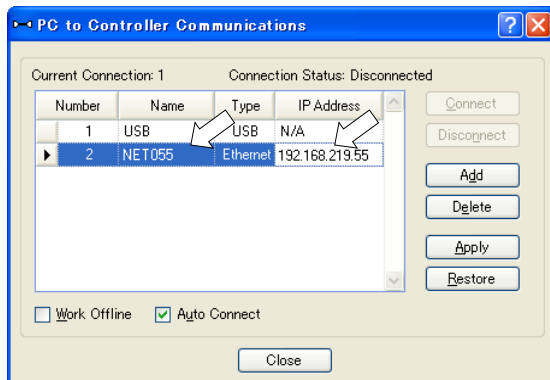 PC to Controller Communications
Current Connection: 1 Connection Status: Disconnected
Number Name Type IP Address
1 USB USB N/A
2 NET055 Ethernet 192.168.219.55
Connect
Disconnect
Add
Delete
Apply
Restore
Work Offline Auto Connect
Close